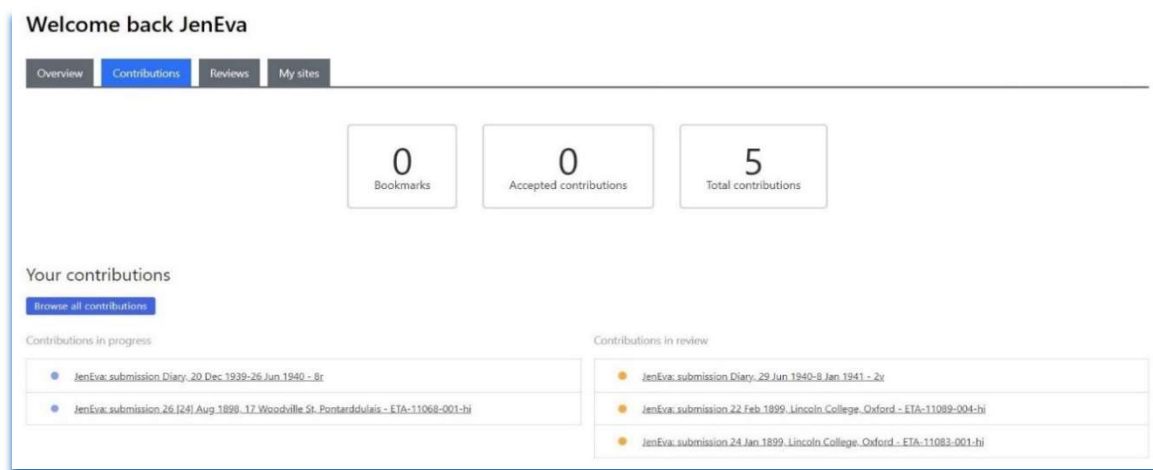 Welcome back JenEva
Overview Contributions Reviews My sites
0 0 5
Bookmarks Accepted contributions Total contributions
Your contributions
Browse all contributions
Contributions in progress
JenEva: submission Diary, 20 Dec 1939-26 Jun 1940 - 8r
JenEva: submission 26 [24] Aug 1898, 17 Woodville St, Pontarddulais - ETA-11068-001-hi
Contributions in review
JenEva: submission Diary, 29 Jun 1940-8 Jan 1941 - 2v
JenEva: submission 22 Feb 1899, Lincoln College, Oxford - ETA-11089-004-hi
JenEva: submission 24 Jan 1899, Lincoln College, Oxford - ETA-11083-001-hi